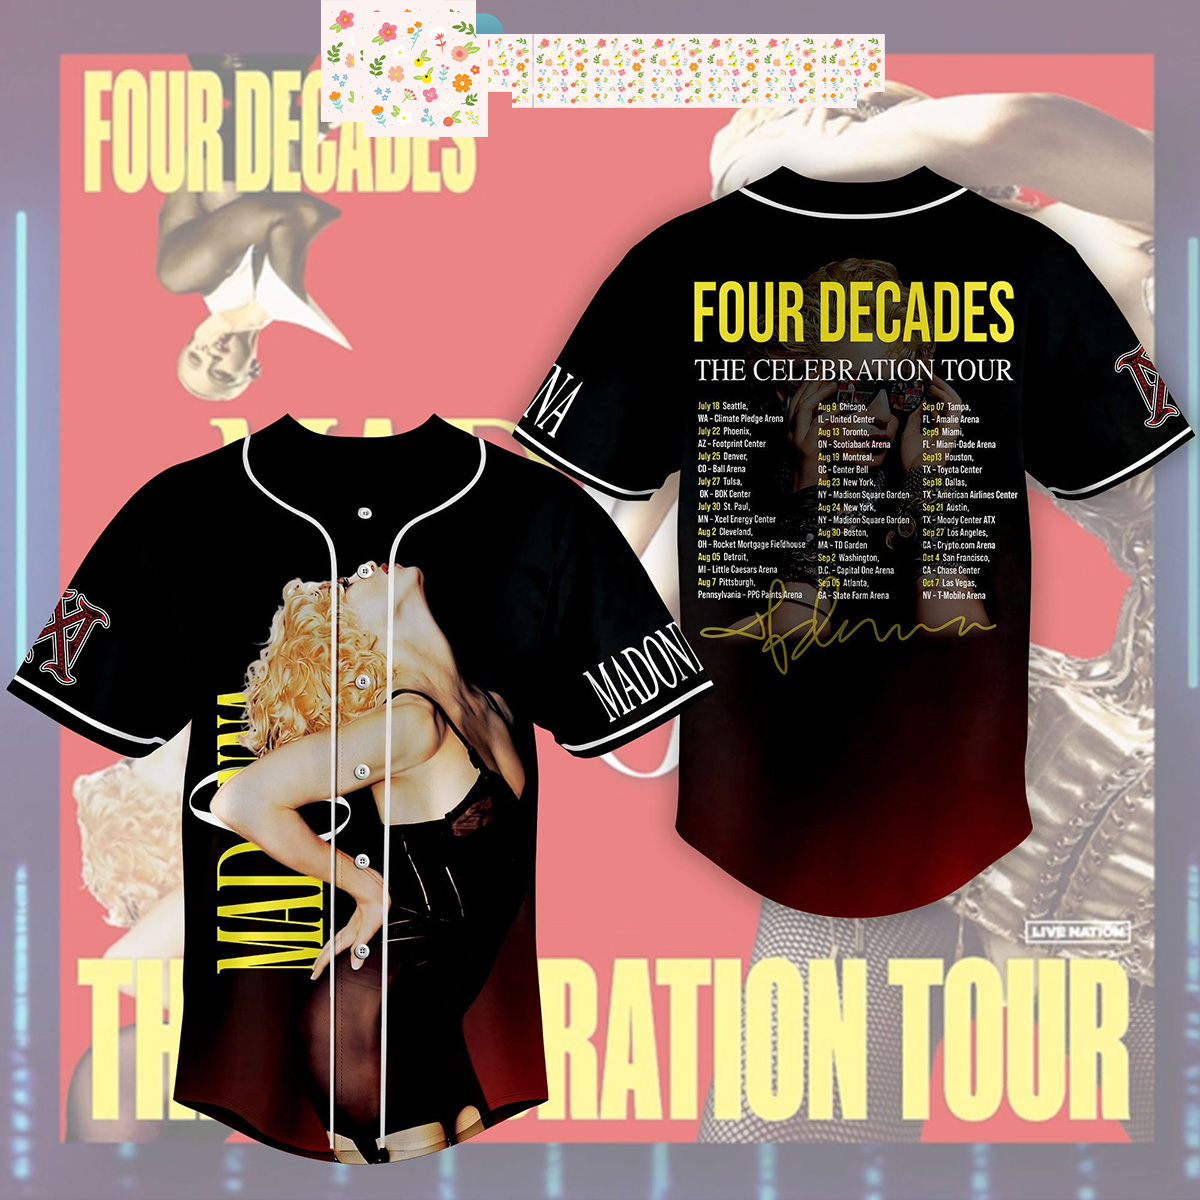 FOUR DECADES
FOUR DECADES
THE CELEBRATION TOUR
July 18 Seattle,
WA – Climate Pledge Arena
July 22 Phoenix,
AZ – Footprint Center
July 25 Denver,
CO – Ball Arena
July 27 Tulsa,
OK – BOK Center
July 30 St. Paul,
MN – Xcel Energy Center
Aug 2 Cleveland,
OH – Rocket Mortgage Fieldhouse
Aug 05 Detroit,
MI – Little Caesars Arena
Aug 7 Pittsburgh,
Pennsylvania – PPG Paints Arena
Aug 9 Chicago,
IL – United Center
Aug 13 Toronto,
ON – Scotiabank Arena
Aug 19 Montreal,
QC – Center Bell
Aug 23 New York,
NY – Madison Square Garden
Aug 24 New York,
NY – Madison Square Garden
Aug 30 Boston,
MA – TD Garden
Sep 2 Washington,
D.C. – Capital One Arena
Sep 05 Atlanta,
GA – State Farm Arena
Sep 07 Tampa,
FL – Amalie Arena
Sep9 Miami,
FL – Miami-Dade Arena
Sep13 Houston,
TX – Toyota Center
Sep18 Dallas,
TX – American Airlines Center
Sep 21 Austin,
TX – Moody Center ATX
Sep 27 Los Angeles,
CA – Crypto.com Arena
Oct 4 San Francisco,
CA – Chase Center
Oct 7 Las Vegas,
NV – T-Mobile Arena
NNA
MADONN
MADONNA
LIVE NATION
TH RATION TOUR